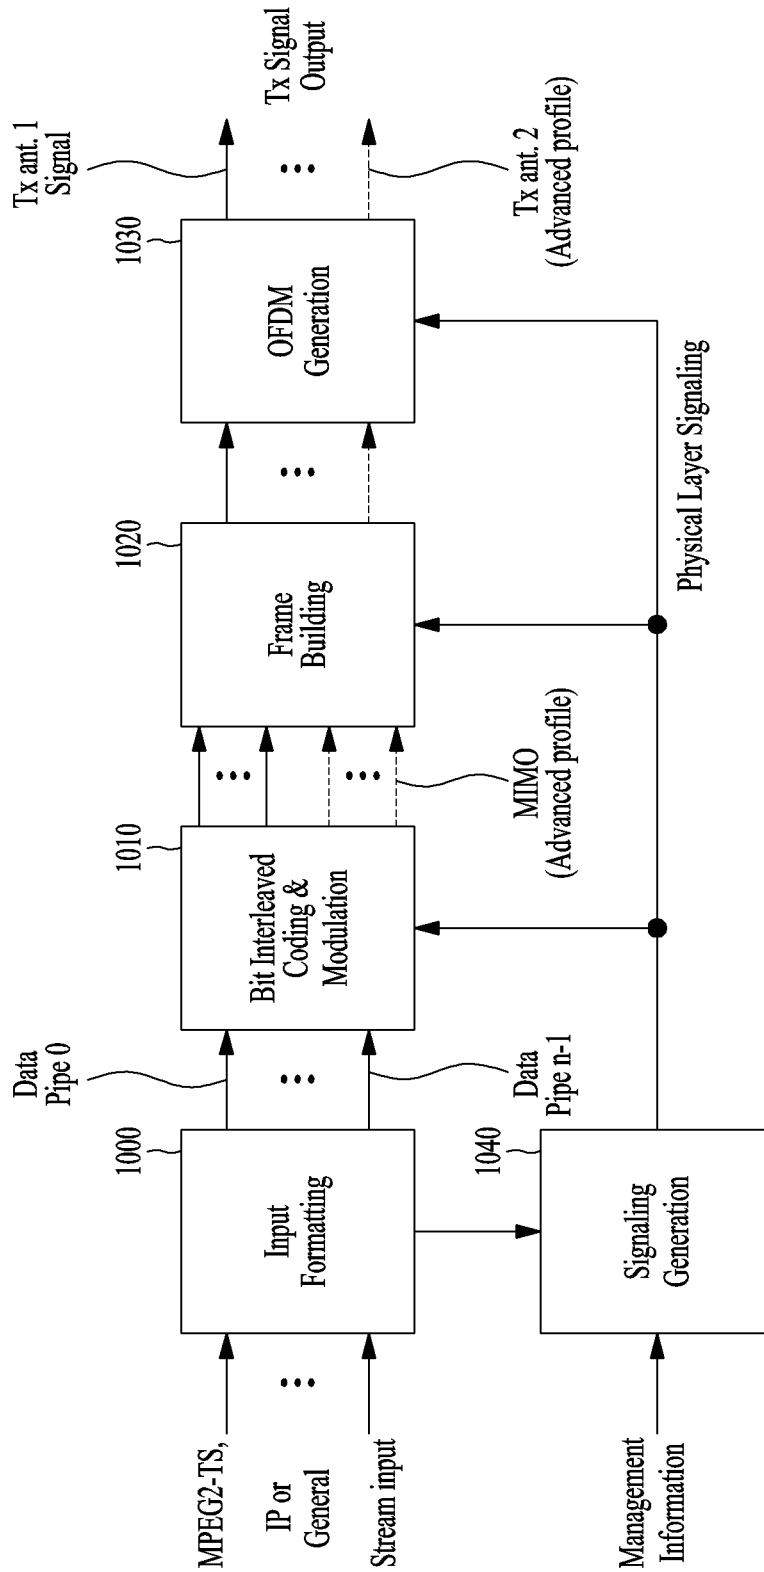 MPEG2-TS,
IP or
General
Stream input
1000
Input
Formatting
Data
Pipe 0
Data
Pipe n-1
1010
Bit Interleaved
Coding &
Modulation
MIMO
(Advanced profile)
1020
Frame
Building
1030
OFDM
Generation
Tx ant. 1
Signal
Tx Signal
Output
Tx ant. 2
(Advanced profile)
Management
Information
1040
Signaling
Generation
Physical Layer Signaling